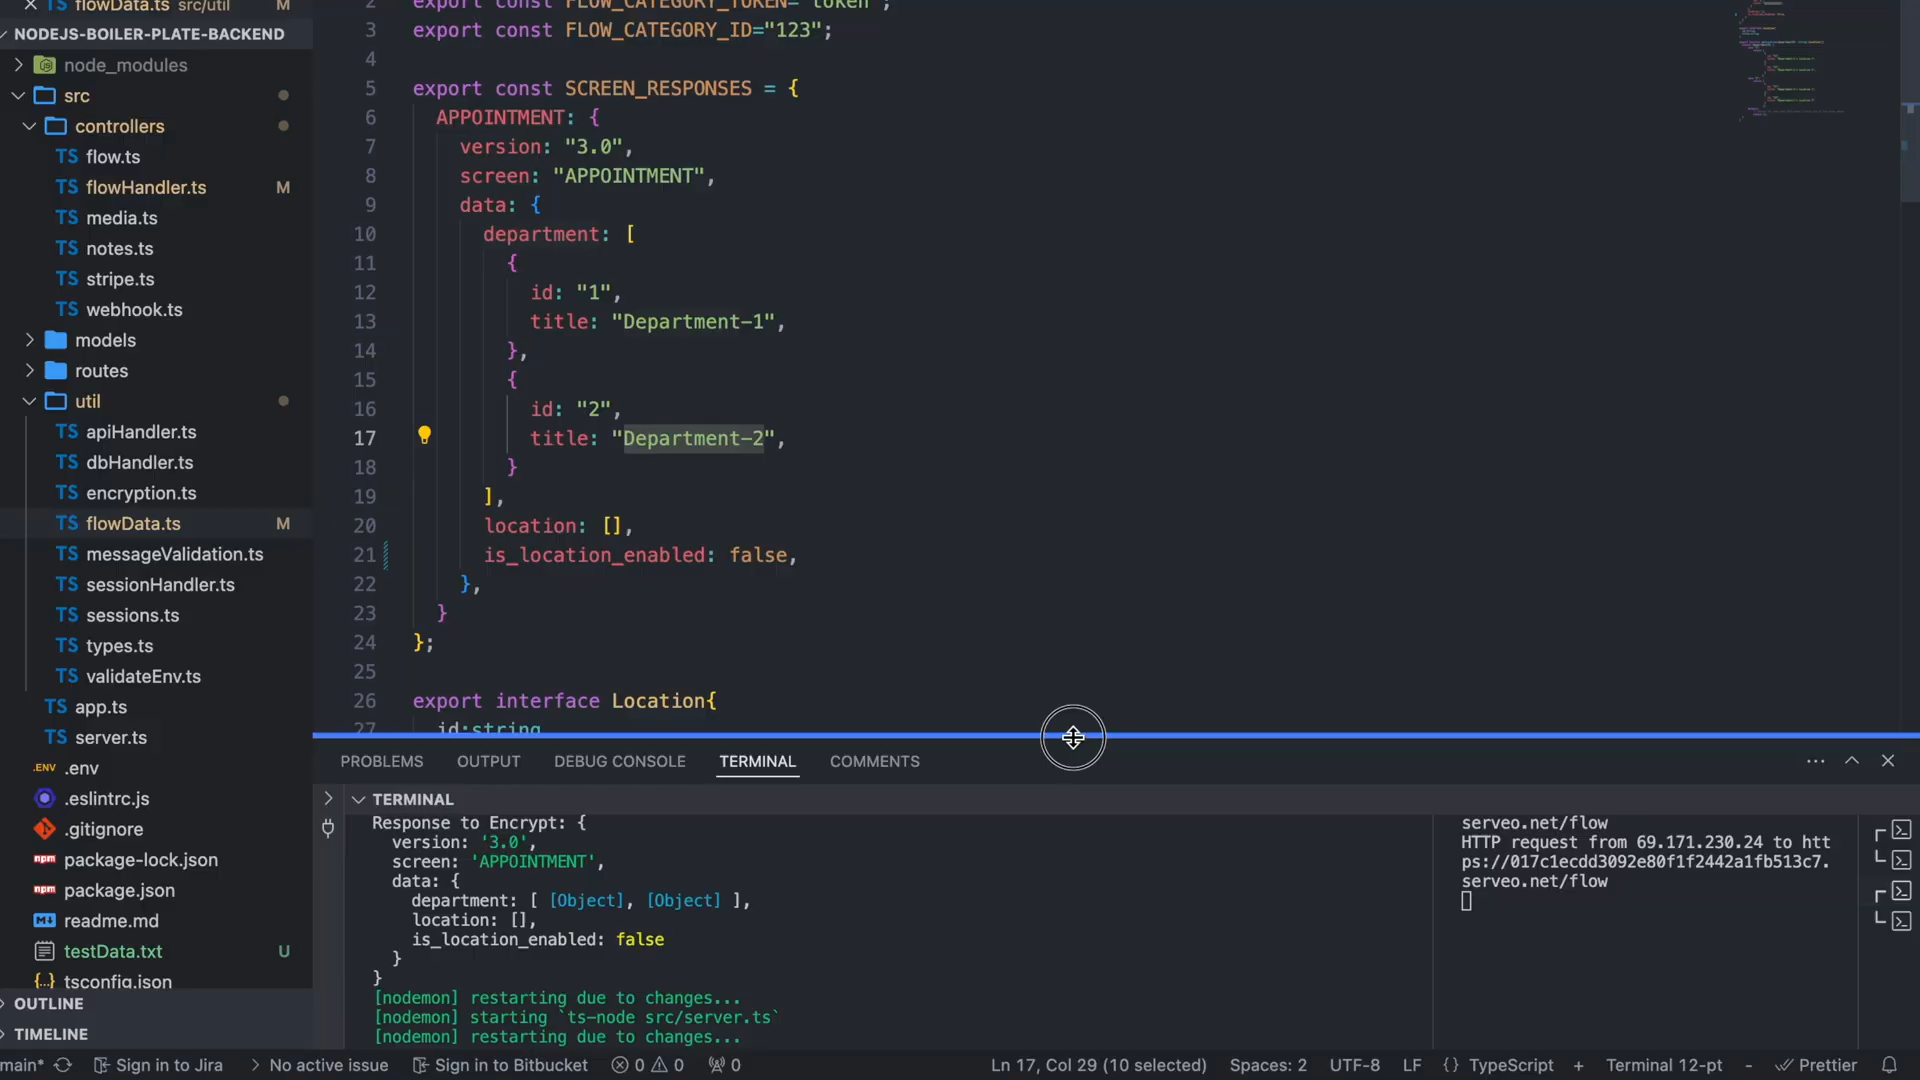 flowData.ts src/util M
NODEJS-BOILER-PLATE-BACKEND
node_modules
src
controllers
TS flow.ts
TS flowHandler.ts M
TS media.ts
TS notes.ts
TS stripe.ts
TS webhook.ts
models
routes
util
TS apiHandler.ts
TS dbHandler.ts
TS encryption.ts
TS flowData.ts M
TS messageValidation.ts
TS sessionHandler.ts
TS sessions.ts
TS types.ts
TS validateEnv.ts
TS app.ts
TS server.ts
.ENV .env
.eslintrc.js
.gitignore
npm package-lock.json
npm package.json
readme.md
testData.txt U
tsconfig.json
OUTLINE
TIMELINE
2 export const FLOW_CATEGORY_TOKEN="token";
3 export const FLOW_CATEGORY_ID="123";
4
5 export const SCREEN_RESPONSES = {
6 APPOINTMENT: {
7 version: "3.0",
8 screen: "APPOINTMENT",
9 data: {
10 department: [
11 {
12 id: "1",
13 title: "Department-1",
14 },
15 {
16 id: "2",
17 title: "Department-2",
18 }
19 ],
20 location: [],
21 is_location_enabled: false,
22 },
23 }
24 };
25
26 export interface Location{
27 id:string
PROBLEMS OUTPUT DEBUG CONSOLE TERMINAL COMMENTS
TERMINAL
Response to Encrypt: {
version: '3.0',
screen: 'APPOINTMENT',
data: {
department: [ [Object], [Object] ],
location: [],
is_location_enabled: false
}
}
[nodemon] restarting due to changes...
[nodemon] starting `ts-node src/server.ts`
[nodemon] restarting due to changes...
serveo.net/flow
HTTP request from 69.171.230.24 to htt
ps://017c1ecdd3092e80f1f2442a1fb513c7.
serveo.net/flow
main* Sign in to Jira No active issue Sign in to Bitbucket 0 0 0 Ln 17, Col 29 (10 selected) Spaces: 2 UTF-8 LF {} TypeScript + Terminal 12-pt - Prettier